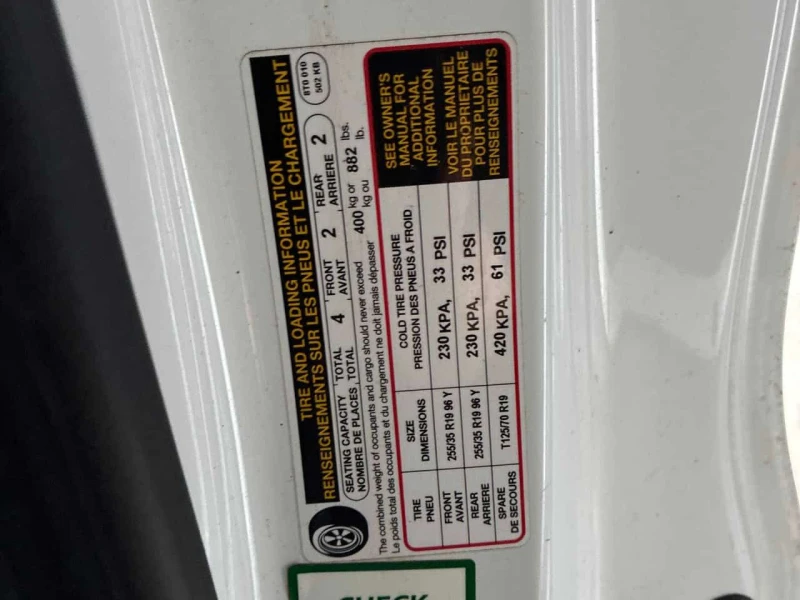 TIRE AND LOADING INFORMATION
RENSEIGNEMENTS SUR LES PNEUS ET LE CHARGEMENT
8T0 010
502 KB
SEATING CAPACITY TOTAL 4 FRONT 2 REAR 2
NOMBRE DE PLACES TOTAL AVANT ARRIERE
The combined weight of occupants and cargo should never exceed 400 kg or 882 lbs.
Le poids total des occupants et du chargement ne doit jamais dépasser kg ou lb.
TIRE SIZE COLD TIRE PRESSURE
PNEU DIMENSIONS PRESSION DES PNEUS A FROID
FRONT 255/35 R19 96 Y 230 KPA, 33 PSI
AVANT
REAR 255/35 R19 96 Y 230 KPA, 33 PSI
ARRIERE
SPARE T125/70 R19 420 KPA, 61 PSI
DE SECOURS
SEE OWNER'S
MANUAL FOR
ADDITIONAL
INFORMATION
VOIR LE MANUEL
DU PROPRIETAIRE
POUR PLUS DE
RENSEIGNEMENTS
CHECK